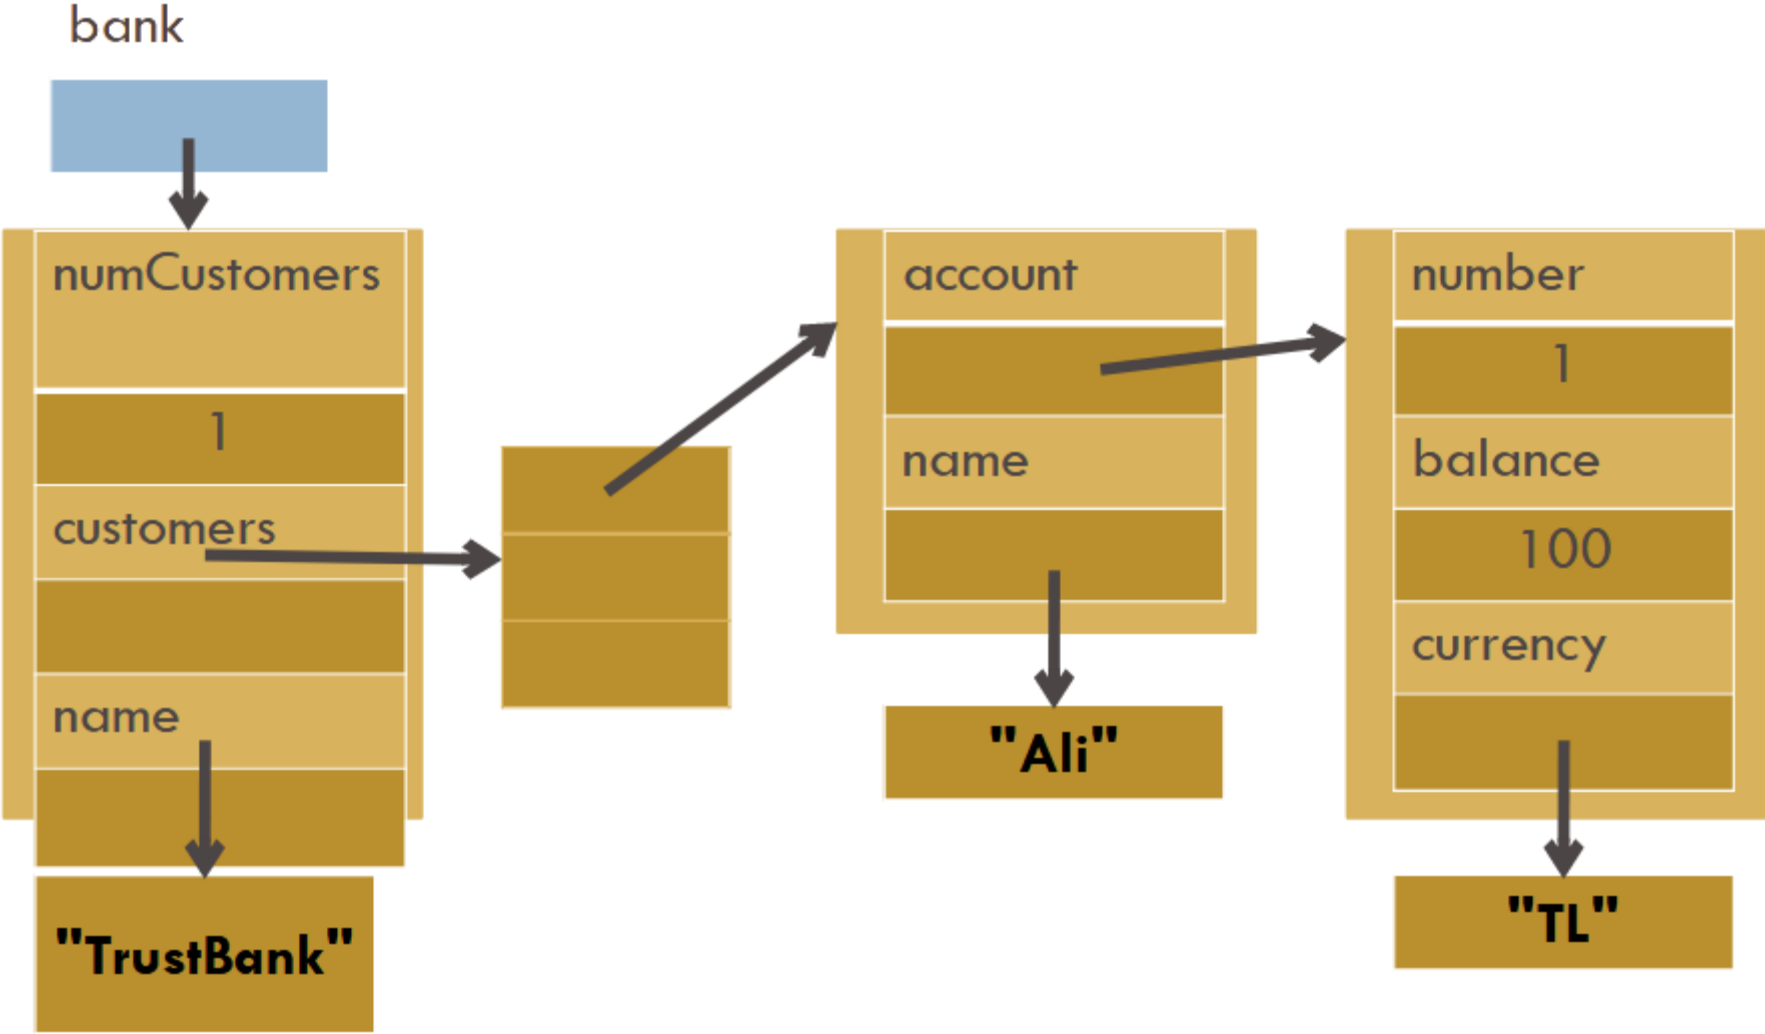 bank
numCustomers
1
customers
name
"TrustBank"
account
name
"Ali"
number
1
balance
100
currency
"TL"